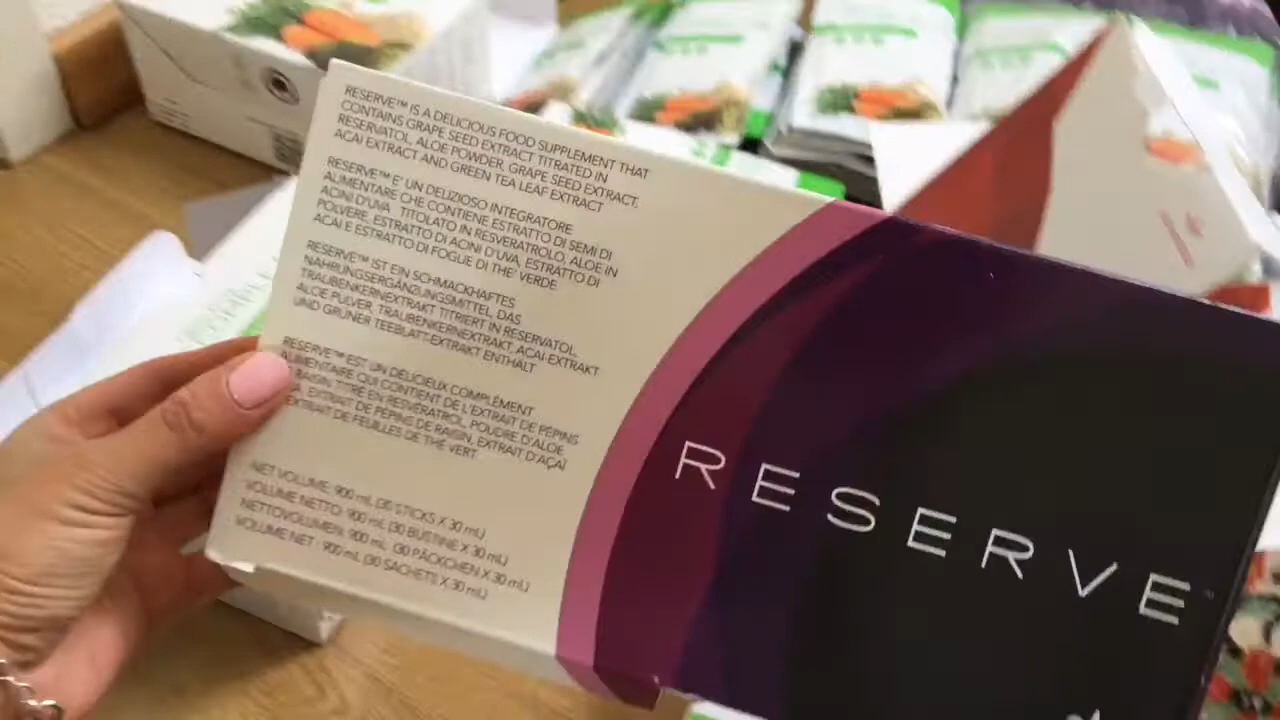 RESERVE™ IS A DELICIOUS FOOD SUPPLEMENT THAT
CONTAINS GRAPE SEED EXTRACT TITRATED IN
RESERVATOL, ALOE POWDER, GRAPE SEED EXTRACT,
ACAI EXTRACT AND GREEN TEA LEAF EXTRACT
RESERVE™ E' UN DELIZIOSO INTEGRATORE
ALIMENTARE CHE CONTIENE ESTRATTO DI SEMI DI
ACINI D'UVA TITOLATO IN RESVERATROLO, ALOE IN
POLVERE, ESTRATTO DI ACINI D'UVA, ESTRATTO DI
ACAI E ESTRATTO DI FOGLIE DI THE' VERDE
RESERVE™ IST EIN SCHMACKHAFTES
NAHRUNGSERGÄNZUNGSMITTEL, DAS
TRAUBENKERNEXTRAKT TITRIERT IN RESERVATOL,
ALOE PULVER, TRAUBENKERNEXTRAKT, ACAI-EXTRAKT
UND GRÜNER TEEBLATT-EXTRAKT ENTHÄLT
RESERVE™ EST UN DÉLICIEUX COMPLÉMENT
ALIMENTAIRE QUI CONTIENT DE L'EXTRAIT DE PÉPINS
RAISIN TITRÉ EN RESVÉRATROL, POUDRE D'ALOE
EXTRAIT DE PÉPINS DE RAISIN, EXTRAIT D'AÇAÏ
EXTRAIT DE FEUILLES DE THÉ VERT
NET VOLUME: 900 mL (30 STICKS X 30 mL)
VOLUME NETTO: 900 mL (30 BUSTINE X 30 mL)
NETTOVOLUMEN: 900 mL (30 PÄCKCHEN X 30 mL)
VOLUME NET : 900 mL (30 SACHETS X 30 mL)
RESERVE™